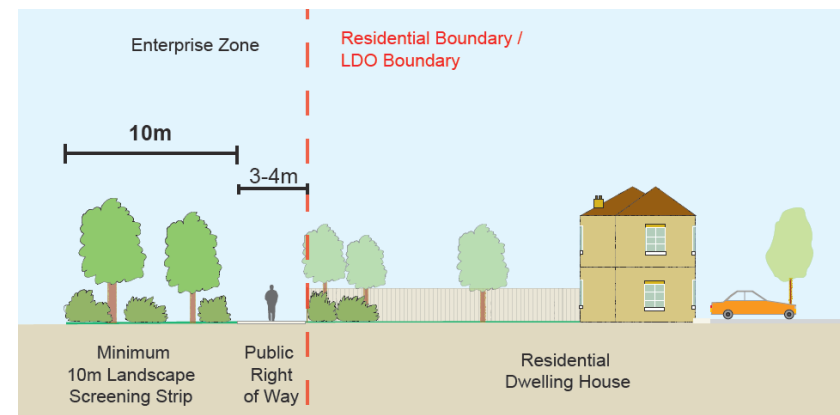 Enterprise Zone
Residential Boundary /
LDO Boundary
10m
3-4m
Minimum
10m Landscape
Screening Strip
Public
Right
of Way
Residential
Dwelling House